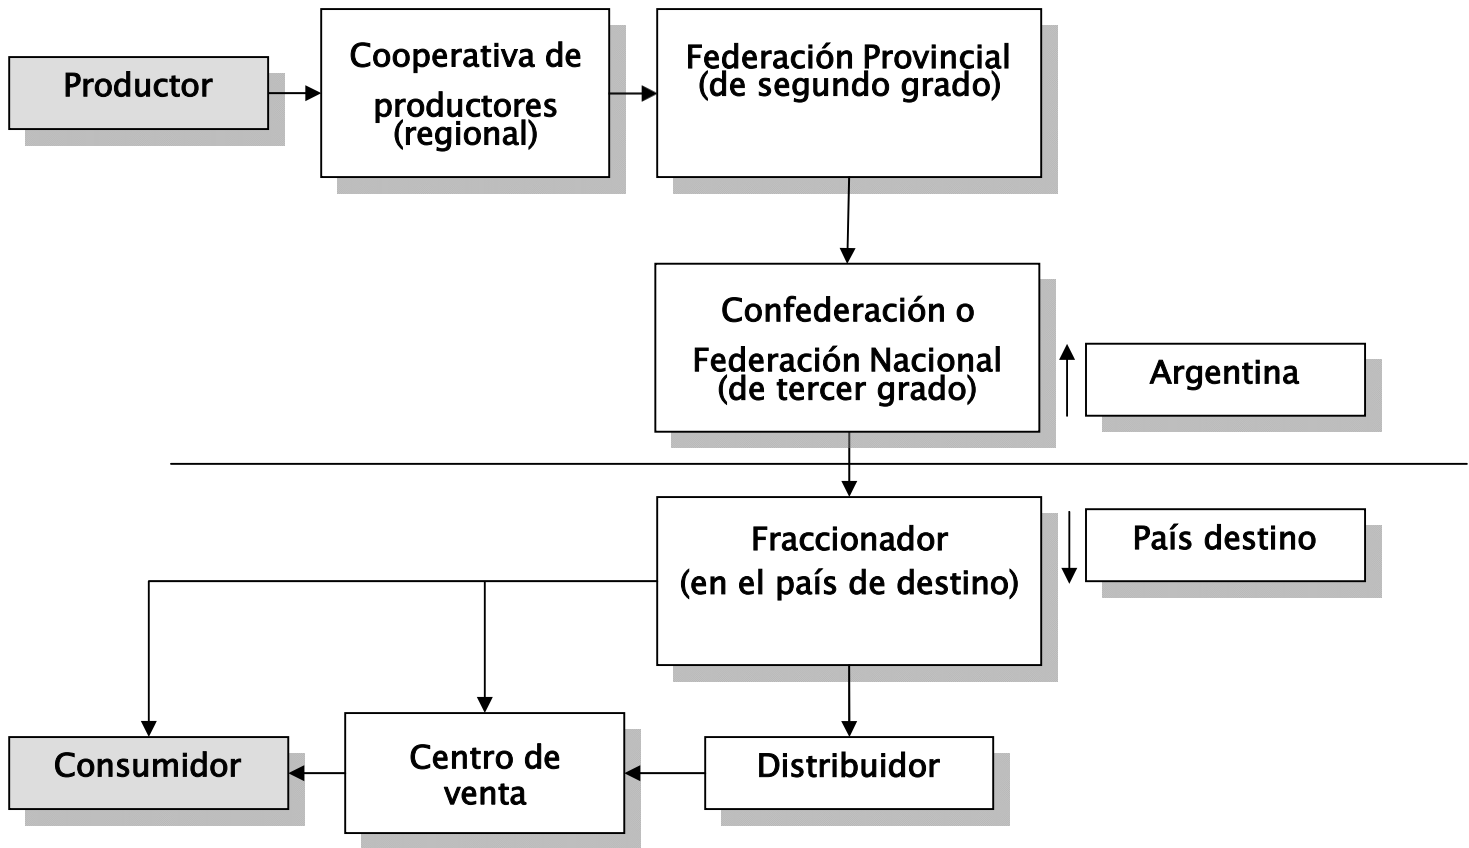 Productor
Cooperativa de
productores
(regional)
Federación Provincial
(de segundo grado)
Confederación o
Federación Nacional
(de tercer grado)
Argentina
Fraccionador
(en el país de destino)
País destino
Consumidor
Centro de
venta
Distribuidor